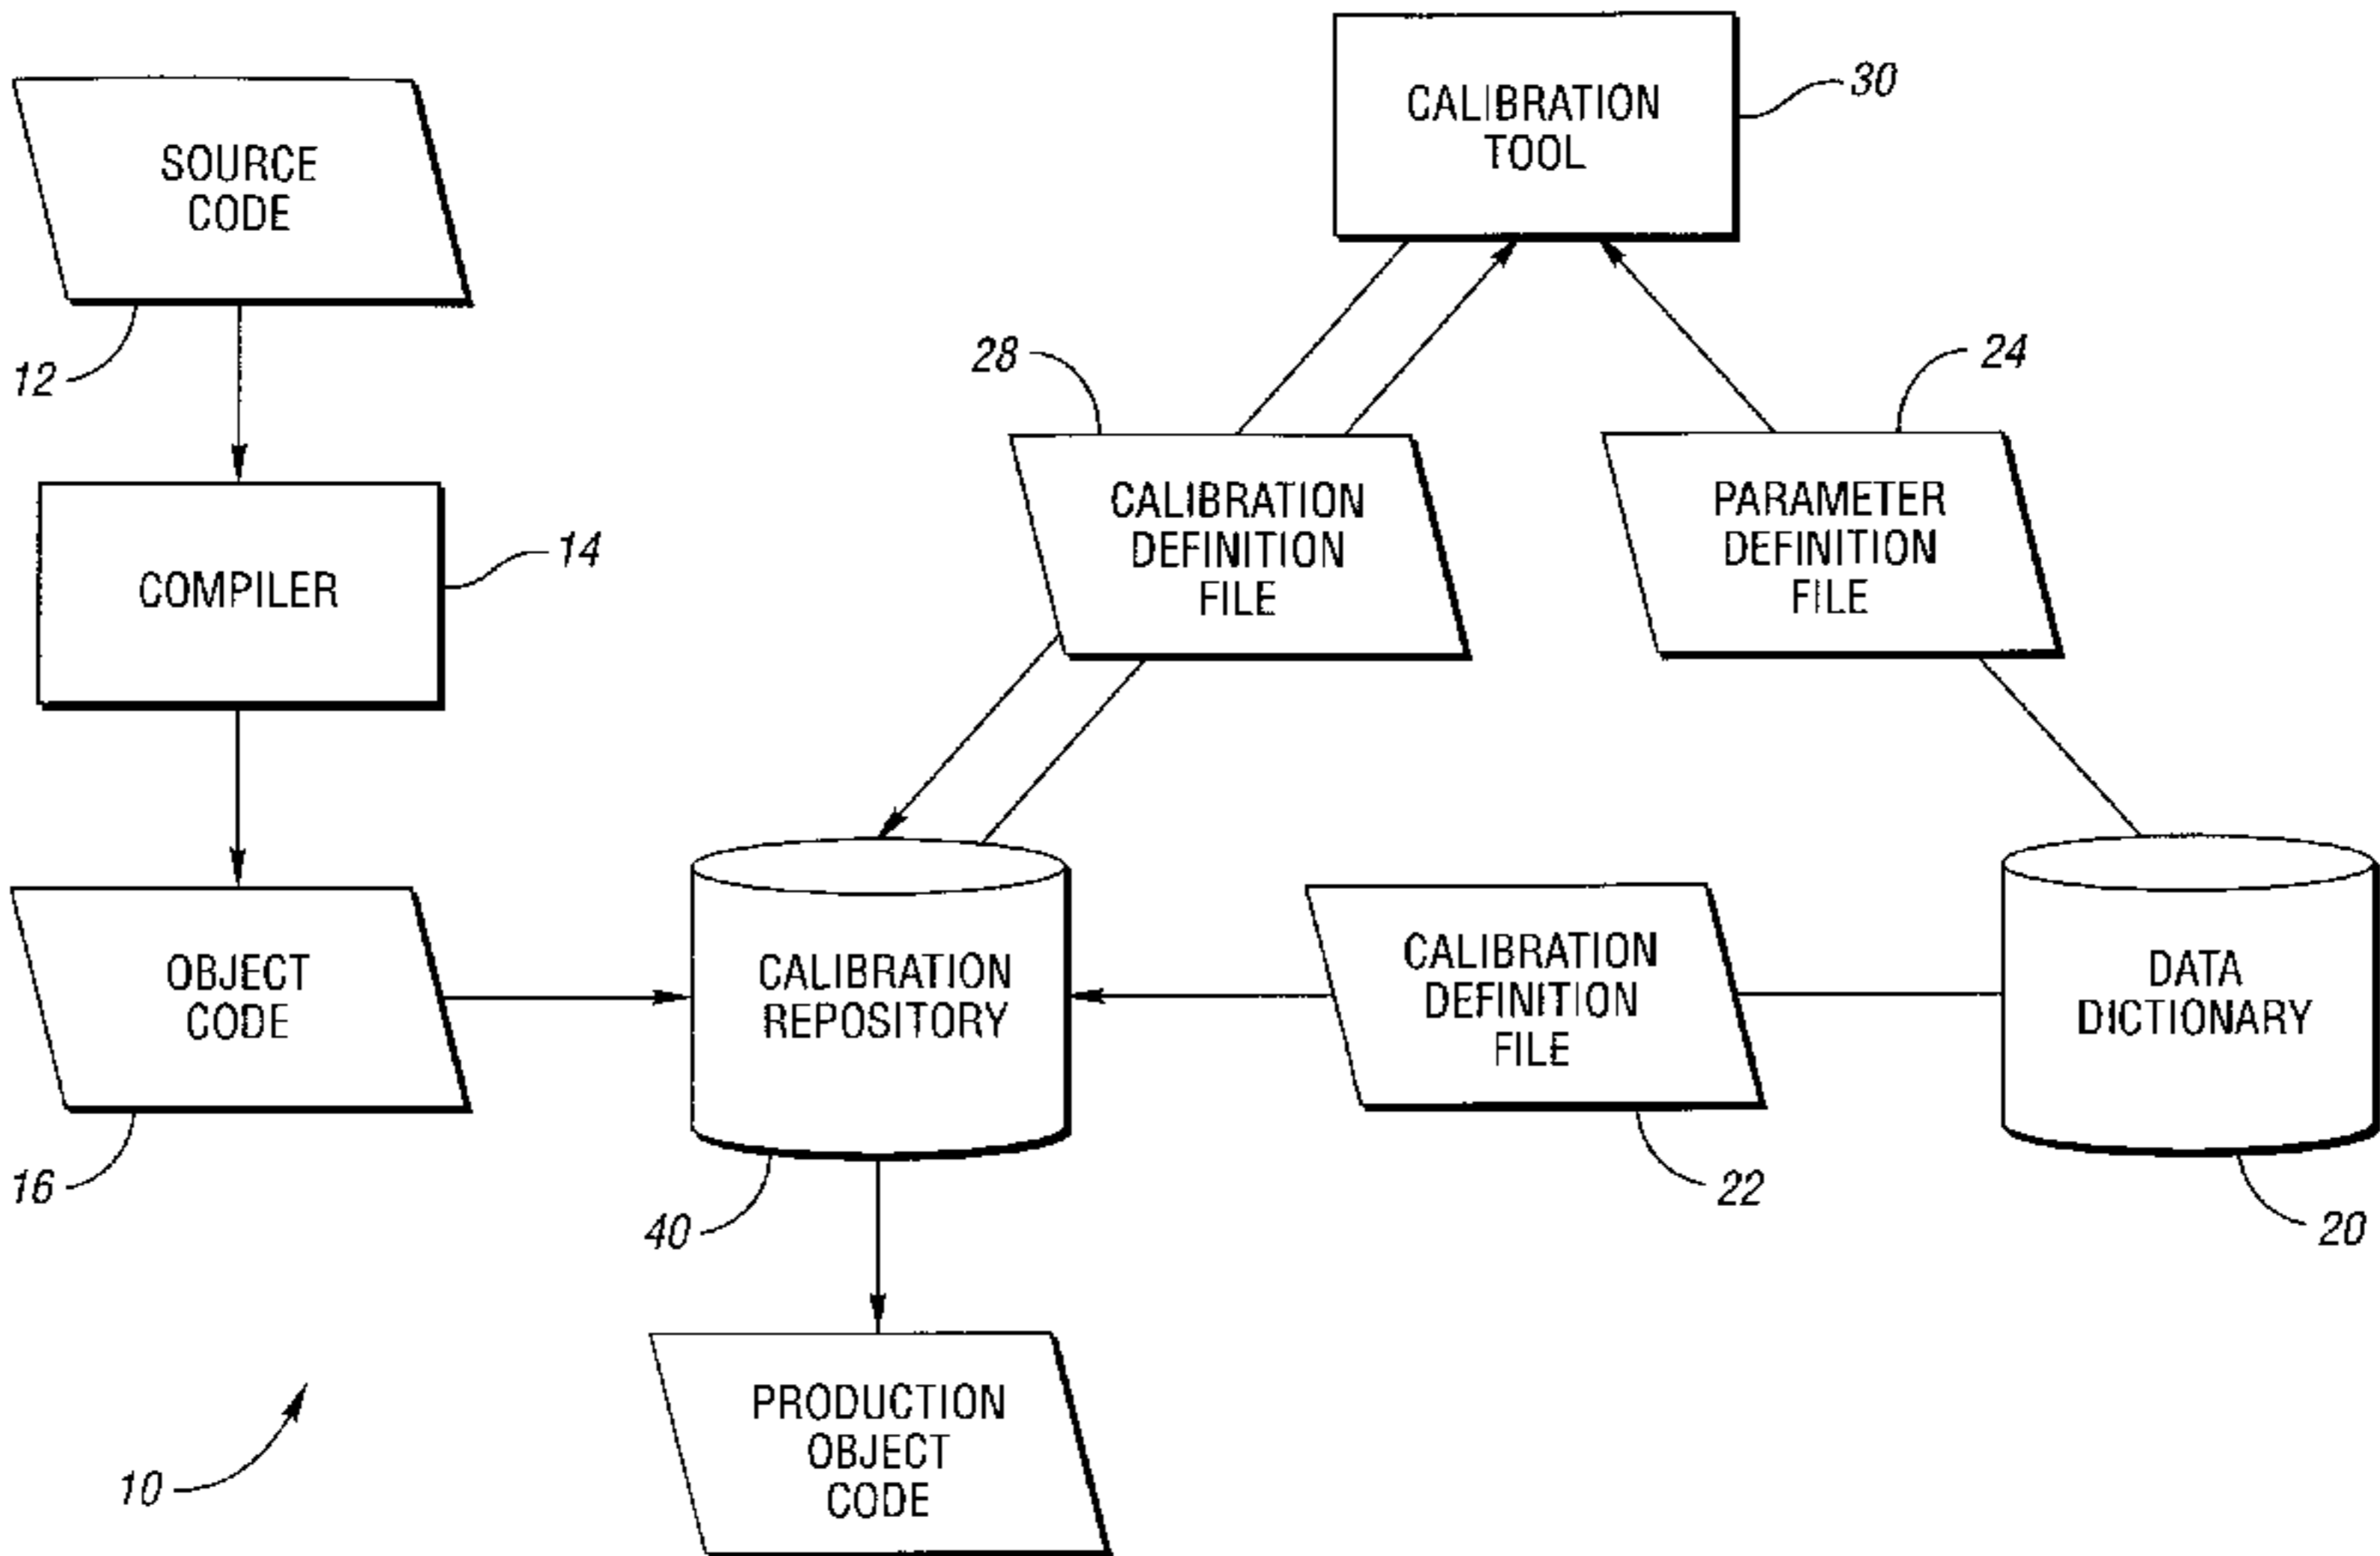 CALIBRATION
TOOL
30
SOURCE
CODE
12
28
24
CALIBRATION
DEFINITION
FILE
PARAMETER
DEFINITION
FILE
COMPILER
14
OBJECT
CODE
16
CALIBRATION
REPOSITORY
40
CALIBRATION
DEFINITION
FILE
22
DATA
DICTIONARY
20
PRODUCTION
OBJECT
CODE
10